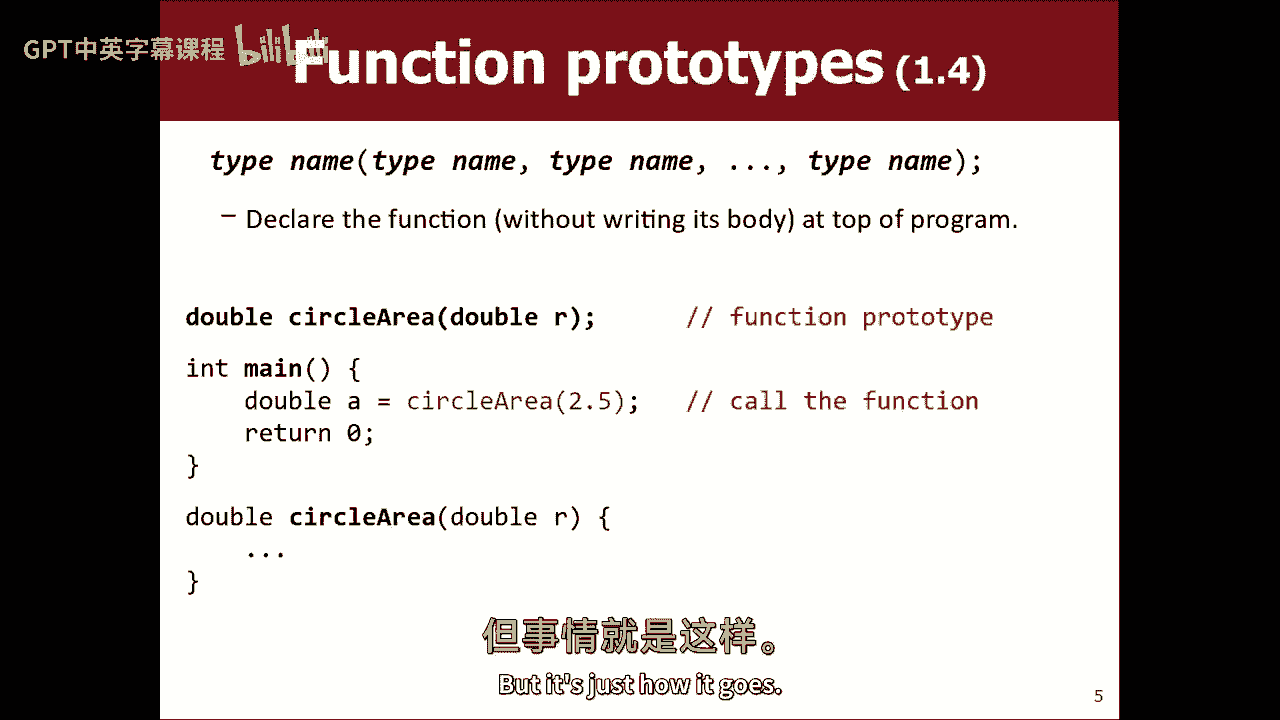 GPT中英字幕课程 bilibili
Function prototypes (1.4)
type name(type name, type name, ..., type name);
– Declare the function (without writing its body) at top of program.
double circleArea(double r); // function prototype
int main() {
double a = circleArea(2.5); // call the function
return 0;
}
double circleArea(double r) {
...
}
但事情就是这样。
But it's just how it goes.
5